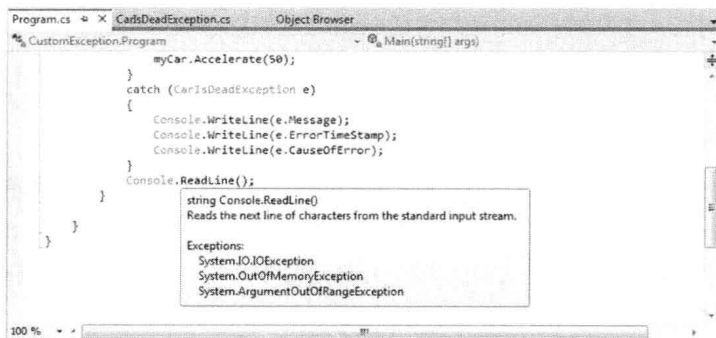 Program.cs CarIsDeadException.cs Object Browser
CustomException.Program Main(string[] args)
myCar.Accelerate(50);
}
catch (CarIsDeadException e)
{
Console.WriteLine(e.Message);
Console.WriteLine(e.ErrorTimeStamp);
Console.WriteLine(e.CauseOfError);
}
Console.ReadLine();
}
string Console.ReadLine()
Reads the next line of characters from the standard input stream.
Exceptions:
System.IO.IOException
System.OutOfMemoryException
System.ArgumentOutOfRangeException
}
}
100 %